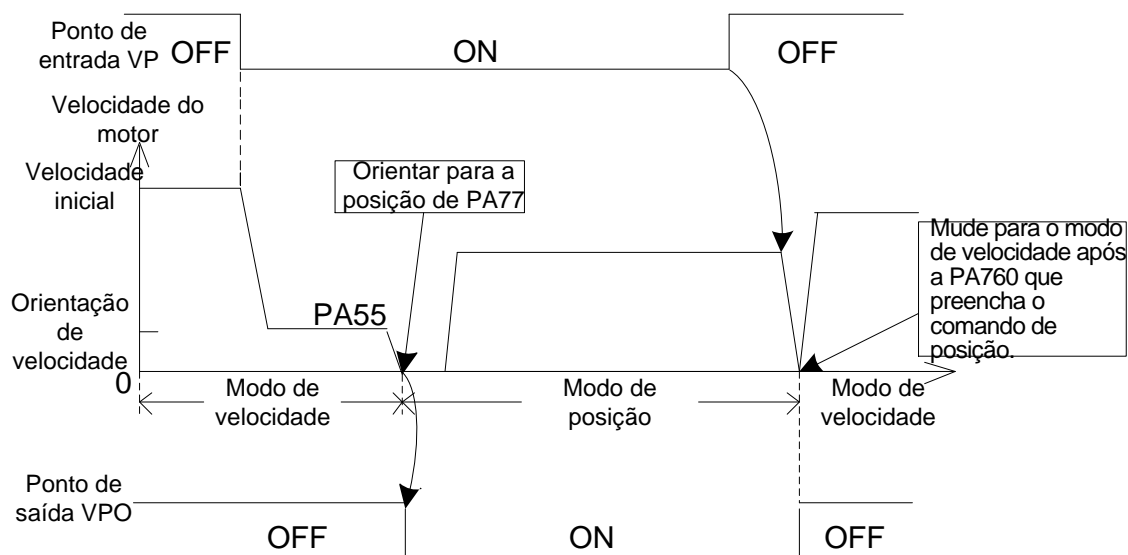 Ponto de
entrada VP
OFF
ON
OFF
Velocidade do
motor
Velocidade
inicial
Orientar para a
posição de PA77
Mude para o modo
de velocidade após
a PA760 que
preencha o
comando de
posição.
Orientação
de
velocidade
PA55
0
Modo de
velocidade
Modo de
posição
Modo de
velocidade
Ponto de
saída VPO
OFF
ON
OFF